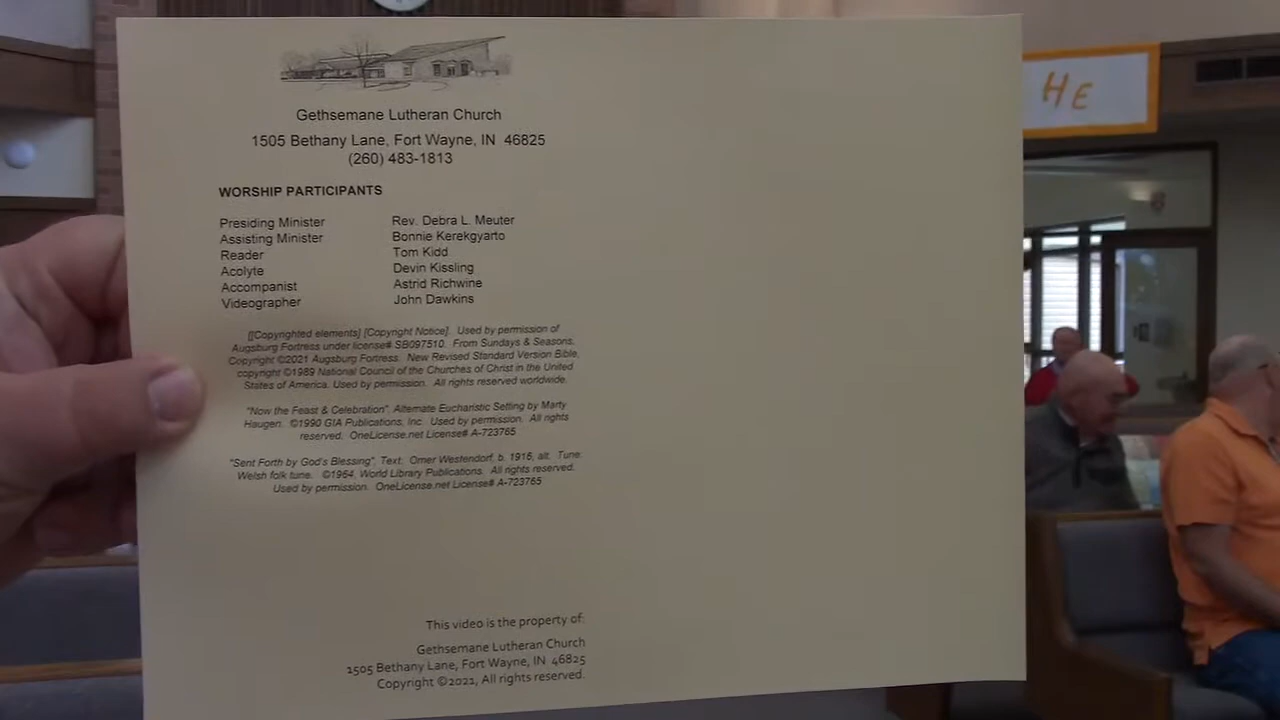 Gethsemane Lutheran Church
1505 Bethany Lane, Fort Wayne, IN 46825
(260) 483-1813
WORSHIP PARTICIPANTS
Presiding Minister Rev. Debra L. Meuter
Assisting Minister Bonnie Kerekgyarto
Reader Tom Kidd
Acolyte Devin Kissling
Accompanist Astrid Richwine
Videographer John Dawkins
[[Copyrighted elements] [Copyright Notice]. Used by permission of
Augsburg Fortress under license# SB097510. From Sundays & Seasons,
Copyright ©2021 Augsburg Fortress. New Revised Standard Version Bible,
copyright ©1989 National Council of the Churches of Christ in the United
States of America. Used by permission. All rights reserved worldwide.
"Now the Feast & Celebration", Alternate Eucharistic Setting by Marty
Haugen. ©1990 GIA Publications, Inc. Used by permission. All rights
reserved. OneLicense.net License# A-723765
"Sent Forth by God's Blessing", Text: Omer Westendorf, b. 1916, alt. Tune:
Welsh folk tune. ©1964, World Library Publications. All rights reserved.
Used by permission. OneLicense.net License# A-723765
This video is the property of:
Gethsemane Lutheran Church
1505 Bethany Lane, Fort Wayne, IN 46825
Copyright ©2021, All rights reserved.
HE